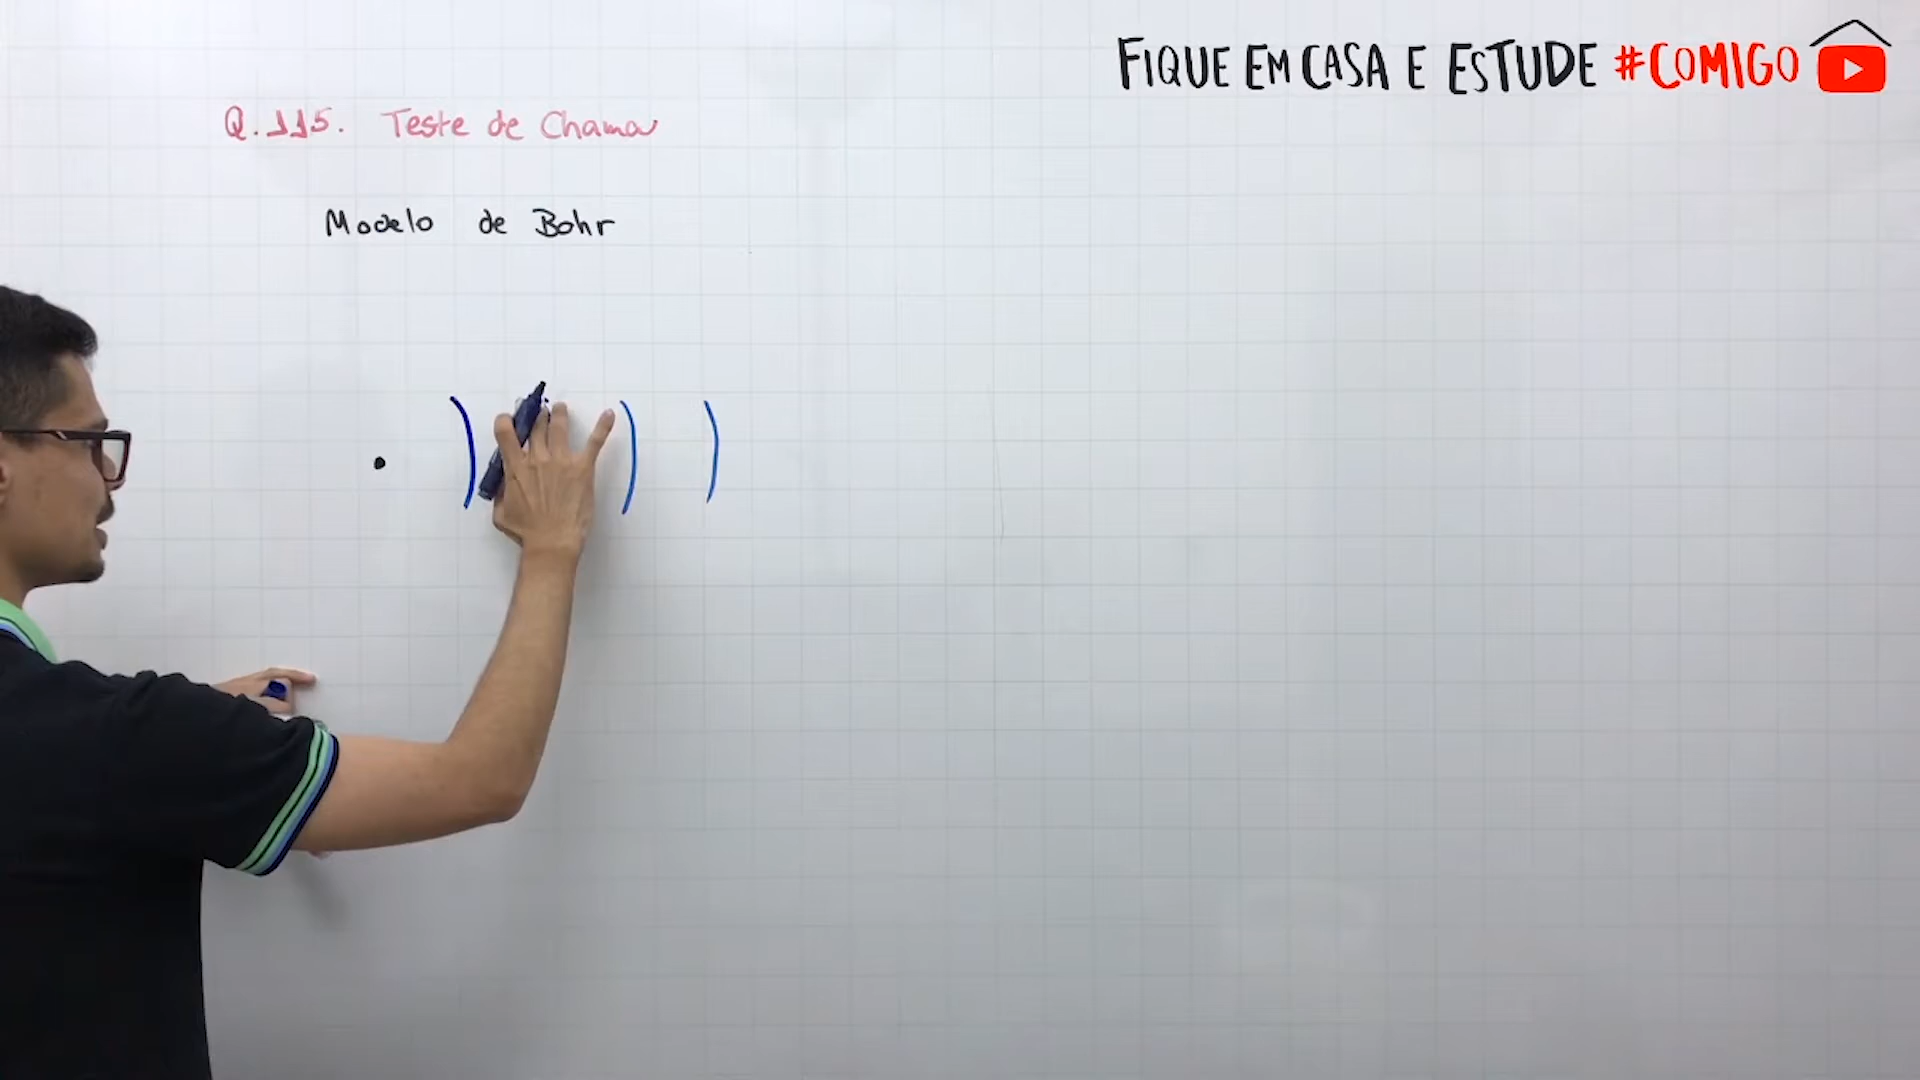 FIQUE EM CASA E ESTUDE #COMIGO
Q.115. Teste de Chama
Modelo de Bohr